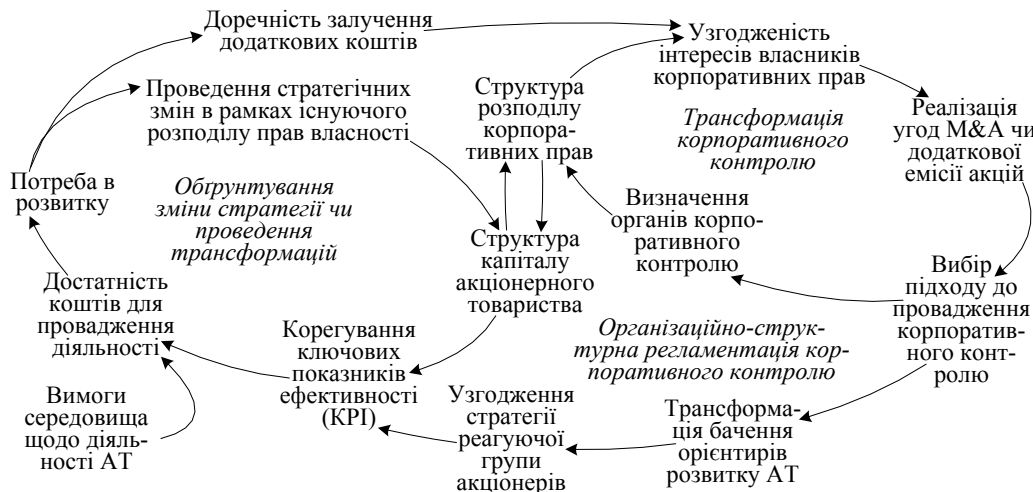 Доречність залучення
додаткових коштів
Узгодженість
інтересів власників
корпоративних прав
Проведення стратегічних
змін в рамках існуючого
розподілу прав власності
Структура
розподілу
корпора-
тивних прав
Трансформація
корпоративного
контролю
Реалізація
угод M&A чи
додаткової
емісії акцій
Потреба в
розвитку
Обґрунтування
зміни стратегії чи
проведення
трансформацій
Визначення
органів корпо-
ративного
контролю
Структура
капіталу
акціонерного
товариства
Вибір
підходу до
провадження
корпоратив-
ного конт-
ролю
Достатність
коштів для
провадження
діяльності
Корегування
ключових
показників
ефективності
(KPI)
Організаційно-струк-
турна регламентація кор-
поративного контролю
Вимоги
середовища
щодо діяль-
ності АТ
Узгодження
стратегії
реагуючої
групи
акціонерів
Трансформа-
ція бачення
орієнтирів
розвитку АТ